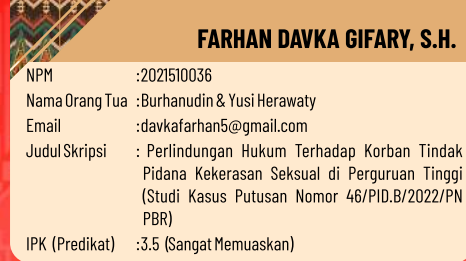 FARHAN DAVKA GIFARY, S.H.
NPM :2021510036
Nama Orang Tua :Burhanudin & Yusi Herawaty
Email :davkafarhan5@gmail.com
Judul Skripsi : Perlindungan Hukum Terhadap Korban Tindak
Pidana Kekerasan Seksual di Perguruan Tinggi
(Studi Kasus Putusan Nomor 46/PID.B/2022/PN
PBR)
IPK (Predikat) :3.5 (Sangat Memuaskan)